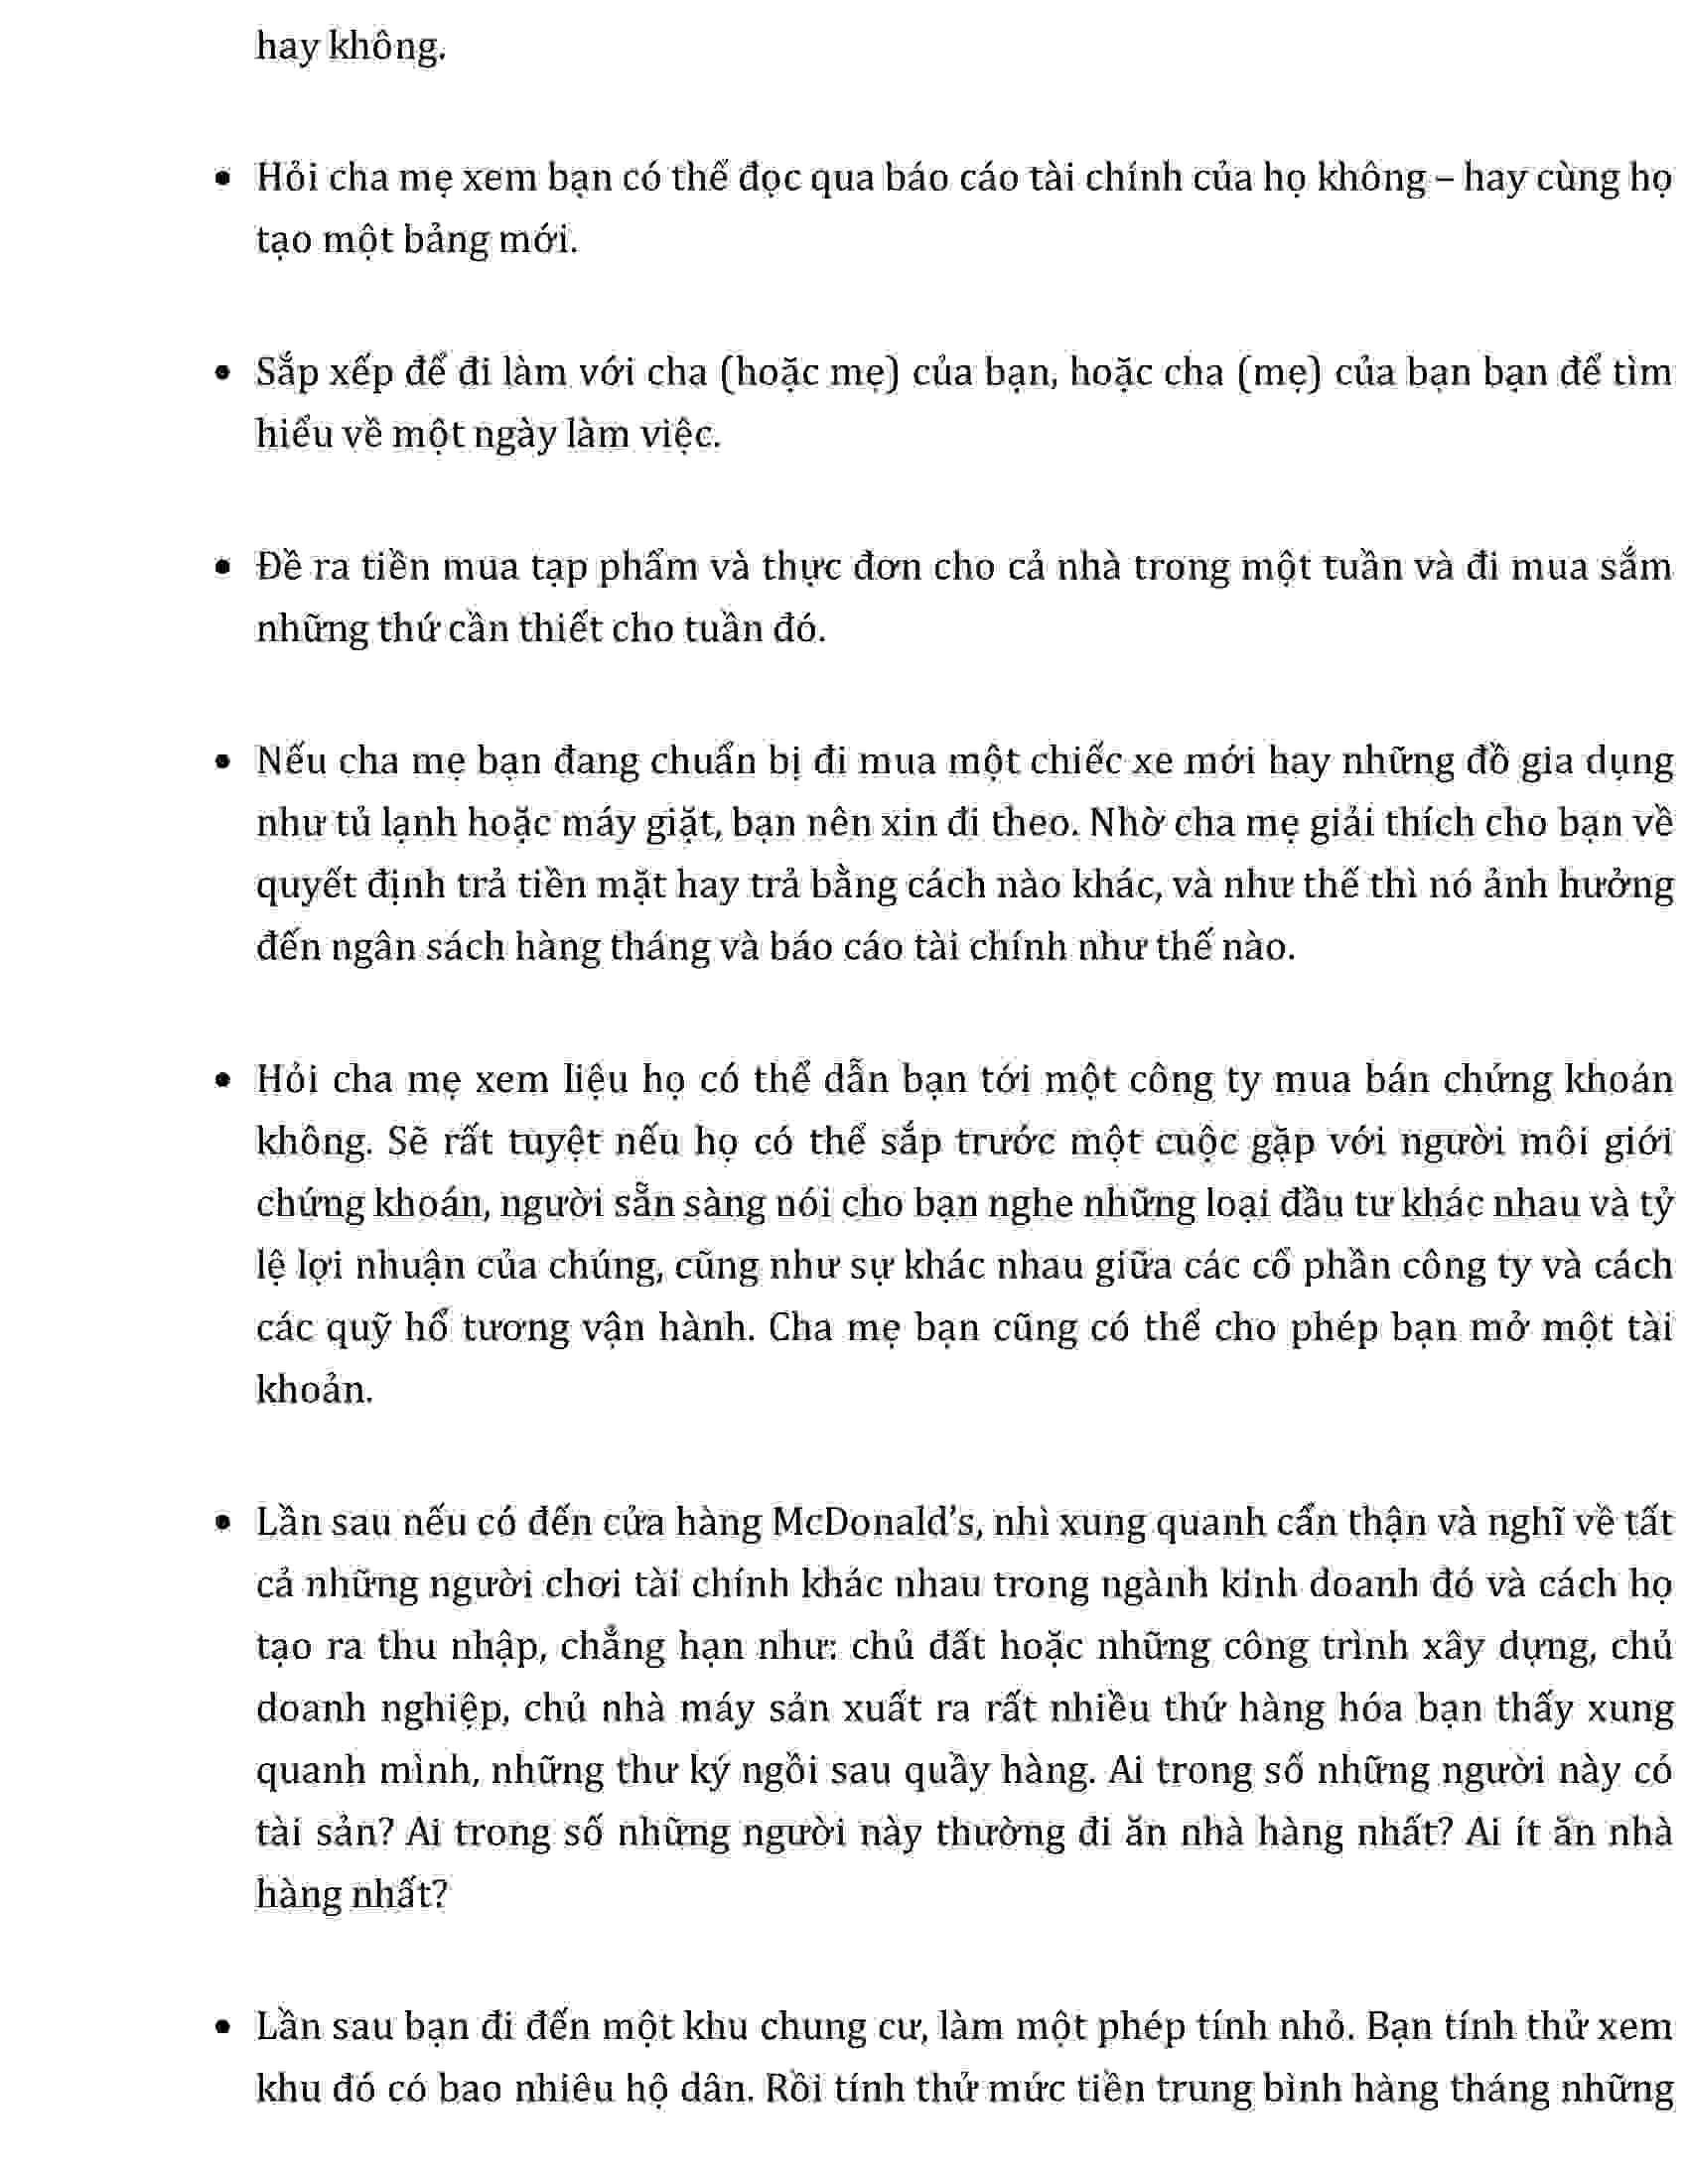 hay không.
• Hỏi cha mẹ xem bạn có thể đọc qua báo cáo tài chính của họ không – hay cùng họ
tạo một bảng mới.
• Sắp xếp để đi làm với cha (hoặc mẹ) của bạn, hoặc cha (mẹ) của bạn bạn để tìm
hiểu về một ngày làm việc.
• Đề ra tiền mua tạp phẩm và thực đơn cho cả nhà trong một tuần và đi mua sắm
những thứ cần thiết cho tuần đó.
• Nếu cha mẹ bạn đang chuẩn bị đi mua một chiếc xe mới hay những đồ gia dụng
như tủ lạnh hoặc máy giặt, bạn nên xin đi theo. Nhờ cha mẹ giải thích cho bạn về
quyết định trả tiền mặt hay trả bằng cách nào khác, và như thế thì nó ảnh hưởng
đến ngân sách hàng tháng và báo cáo tài chính như thế nào.
• Hỏi cha mẹ xem liệu họ có thể dẫn bạn tới một công ty mua bán chứng khoán
không. Sẽ rất tuyệt nếu họ có thể sắp trước một cuộc gặp với người môi giới
chứng khoán, người sẵn sàng nói cho bạn nghe những loại đầu tư khác nhau và tỷ
lệ lợi nhuận của chúng, cũng như sự khác nhau giữa các cổ phần công ty và cách
các quỹ hổ tương vận hành. Cha mẹ bạn cũng có thể cho phép bạn mở một tài
khoản.
• Lần sau nếu có đến cửa hàng McDonald's, nhì xung quanh cẩn thận và nghĩ về tất
cả những người chơi tài chính khác nhau trong ngành kinh doanh đó và cách họ
tạo ra thu nhập, chẳng hạn như: chủ đất hoặc những công trình xây dựng, chủ
doanh nghiệp, chủ nhà máy sản xuất ra rất nhiều thứ hàng hóa bạn thấy xung
quanh mình, những thư ký ngồi sau quầy hàng. Ai trong số những người này có
tài sản? Ai trong số những người này thường đi ăn nhà hàng nhất? Ai ít ăn nhà
hàng nhất?
• Lần sau bạn đi đến một khu chung cư, làm một phép tính nhỏ. Bạn tính thử xem
khu đó có bao nhiêu hộ dân. Rồi tính thử mức tiền trung bình hàng tháng những